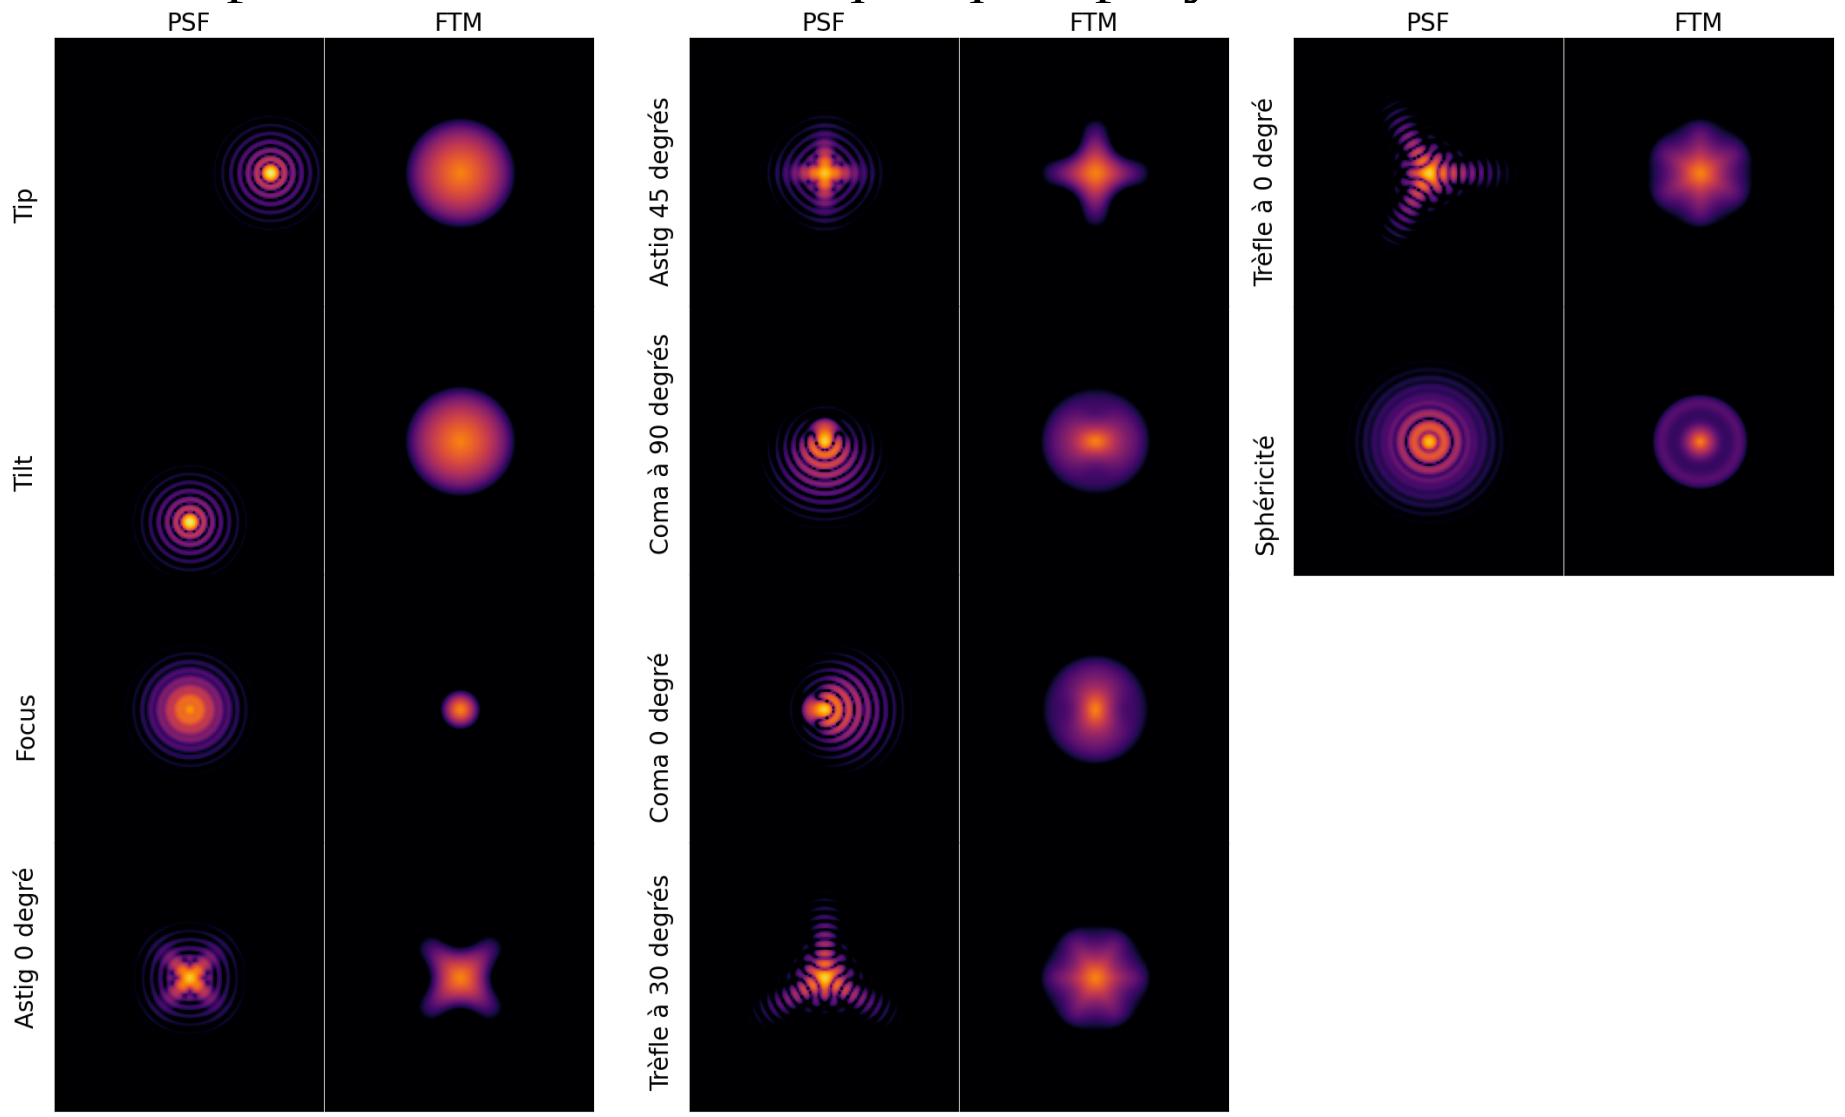 PSF FTM
Tip
Tilt
Focus
Astig 0 degré
PSF FTM
Astig 45 degrés
Coma à 90 degrés
Coma 0 degré
Trèfle à 30 degrés
PSF FTM
Trèfle à 0 degré
Sphéricité